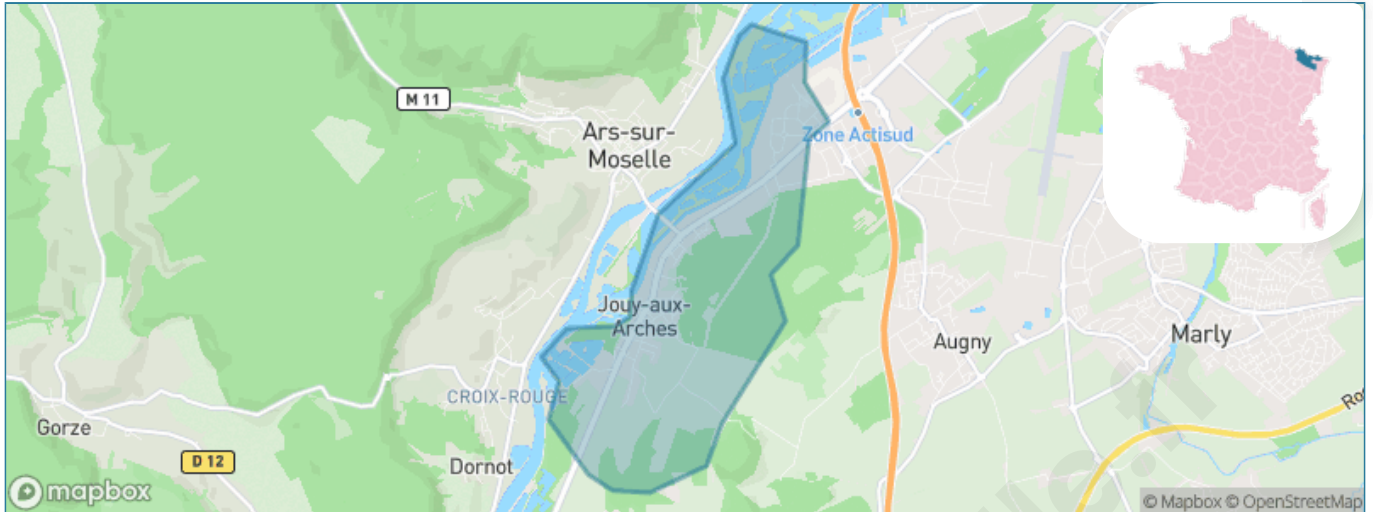 M 11
Ars-sur-
Moselle
Zone Actisud
Jouy-aux-
Arches
Augny
Marly
CROIX-ROUGE
Gorze
D 12
Dornot
mapbox
© Mapbox © OpenStreetMap